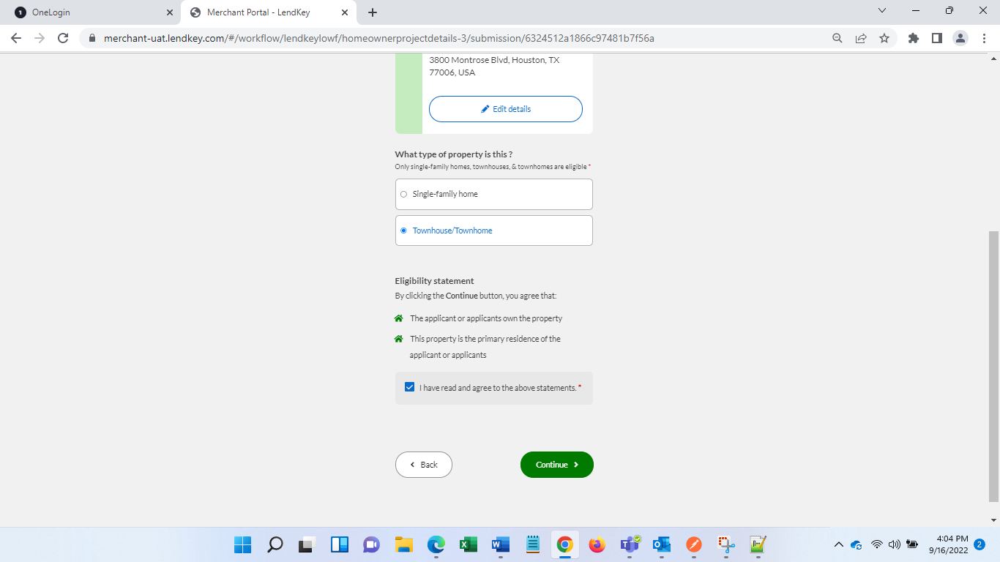 OneLogin
Merchant Portal - LendKey
merchant-uat.lendkey.com/#/workflow/lendkeylowf/homeownerprojectdetails-3/submission/6324512a1866c97481b7f56a
3800 Montrose Blvd, Houston, TX
77006, USA
Edit details
What type of property is this ?
Only single-family homes, townhouses, & townhomes are eligible *
Single-family home
Townhouse/Townhome
Eligibility statement
By clicking the Continue button, you agree that:
The applicant or applicants own the property
This property is the primary residence of the
applicant or applicants
I have read and agree to the above statements. *
Back
Continue
4:04 PM
9/16/2022
2